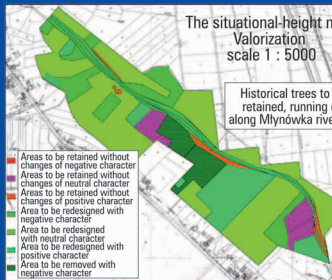 The situational-height m
Valorization
scale 1 : 5000
Historical trees to
retained, running
along Młynówka rive
Areas to be retained without
changes of negative character
Areas to be retained without
changes of neutral character
Areas to be retained without
changes of positive character
Area to be redesigned with
negative character
Area to be redesigned
with neutral character
Area to be redesigned with
positive character
Area to be removed with
negative character